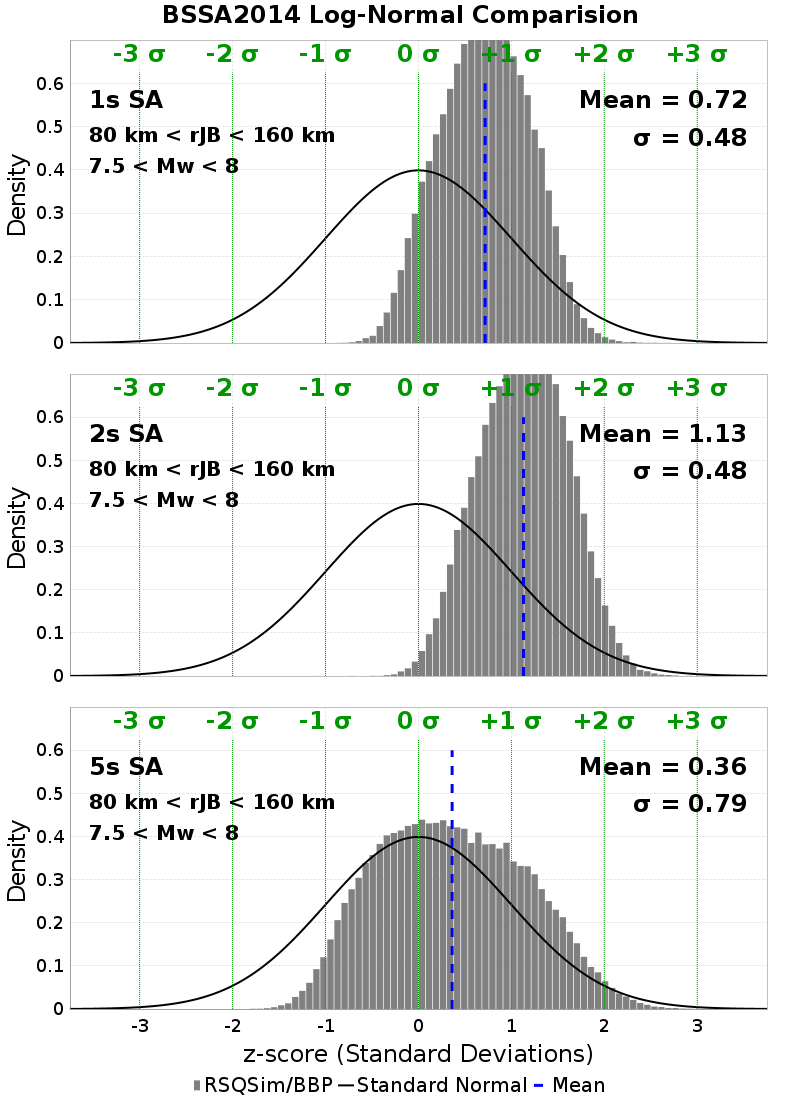 BSSA2014 Log-Normal Comparision
-3 σ -2 σ -1 σ 0 σ +1 σ +2 σ +3 σ
1s SA
Mean = 0.72
80 km < rJB < 160 km
σ = 0.48
7.5 < Mw < 8
Density
0.6
0.5
0.4
0.3
0.2
0.1
0
-3 σ -2 σ -1 σ 0 σ +1 σ +2 σ +3 σ
2s SA
Mean = 1.13
80 km < rJB < 160 km
σ = 0.48
7.5 < Mw < 8
Density
0.6
0.5
0.4
0.3
0.2
0.1
0
-3 σ -2 σ -1 σ 0 σ +1 σ +2 σ +3 σ
5s SA
Mean = 0.36
80 km < rJB < 160 km
σ = 0.79
7.5 < Mw < 8
Density
0.6
0.5
0.4
0.3
0.2
0.1
0
-3 -2 -1 0 1 2 3
z-score (Standard Deviations)
RSQSim/BBP Standard Normal Mean